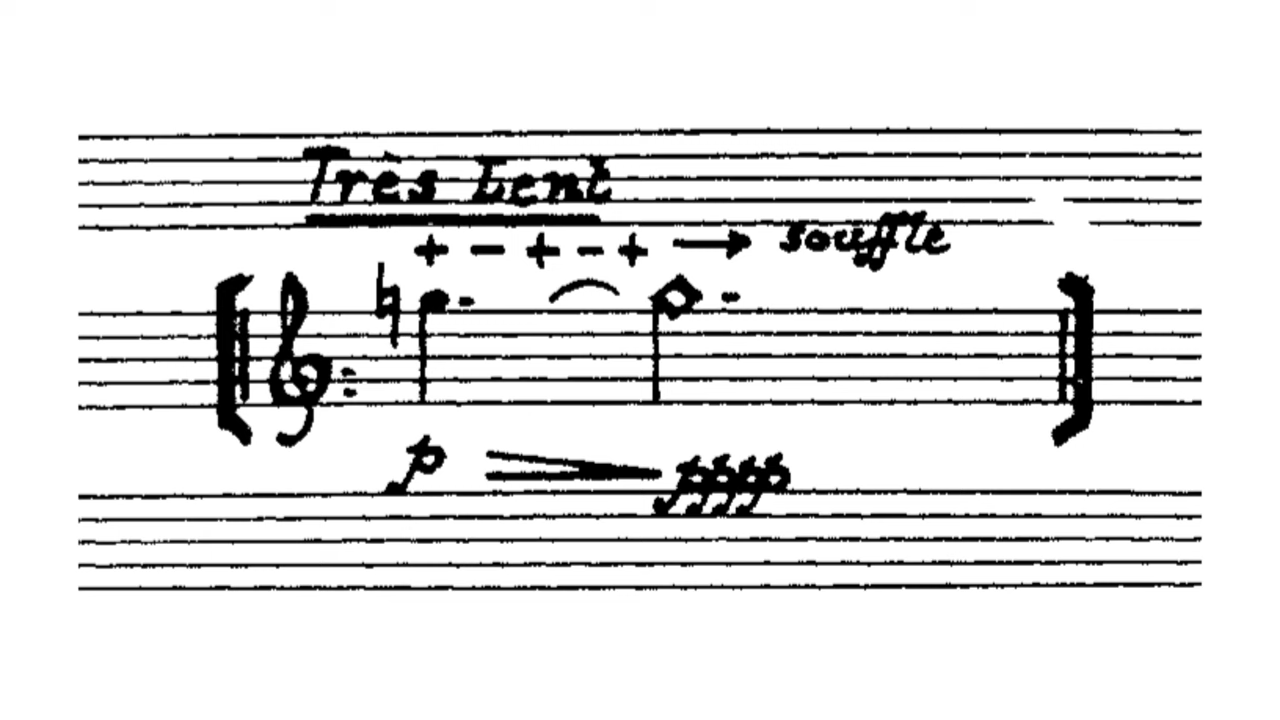 Très Lent
+ - + - + → souffle
p pppp